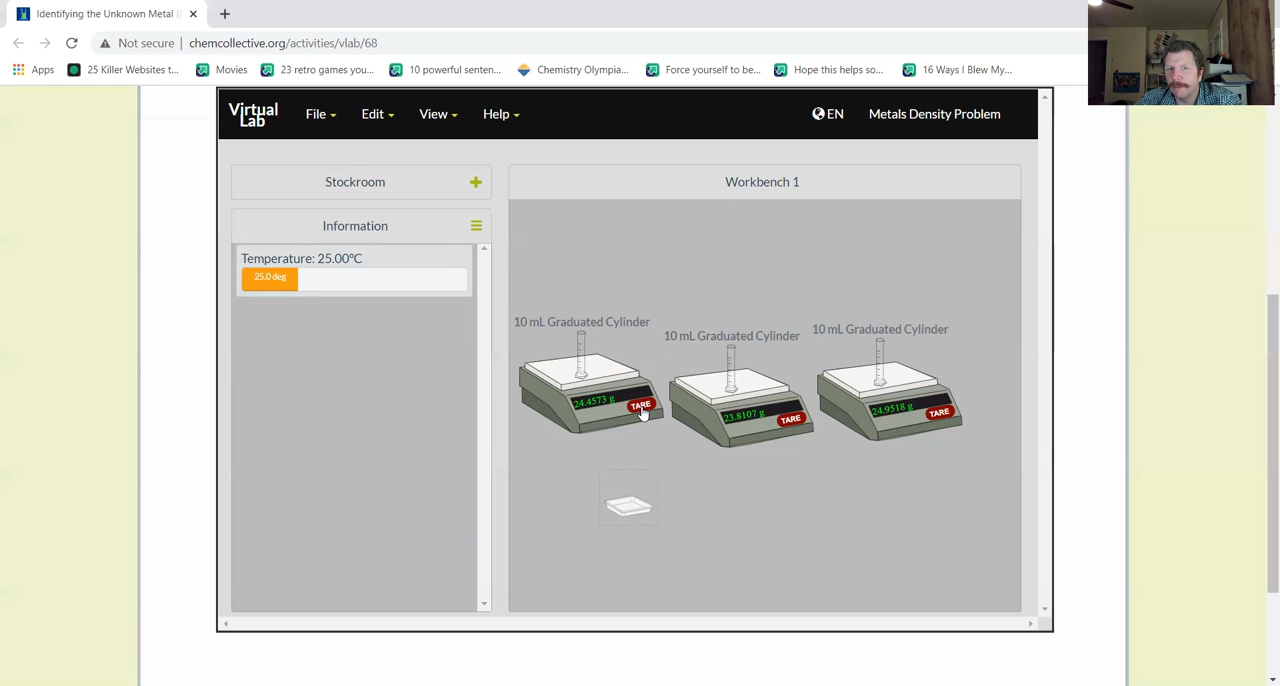 Identifying the Unknown Metal (
Not secure
chemcollective.org/activities/vlab/68
Apps
25 Killer Websites t...
Movies
23 retro games you...
10 powerful senten...
Chemistry Olympia...
Force yourself to be...
Hope this helps so...
16 Ways I Blew My...
Virtual Lab
File
Edit
View
Help
EN
Metals Density Problem
Stockroom
Workbench 1
Information
Temperature: 25.00°C
25.0 deg
10 mL Graduated Cylinder
10 mL Graduated Cylinder
10 mL Graduated Cylinder
24.4573 g
TARE
23.8107 g
TARE
24.9518 g
TARE